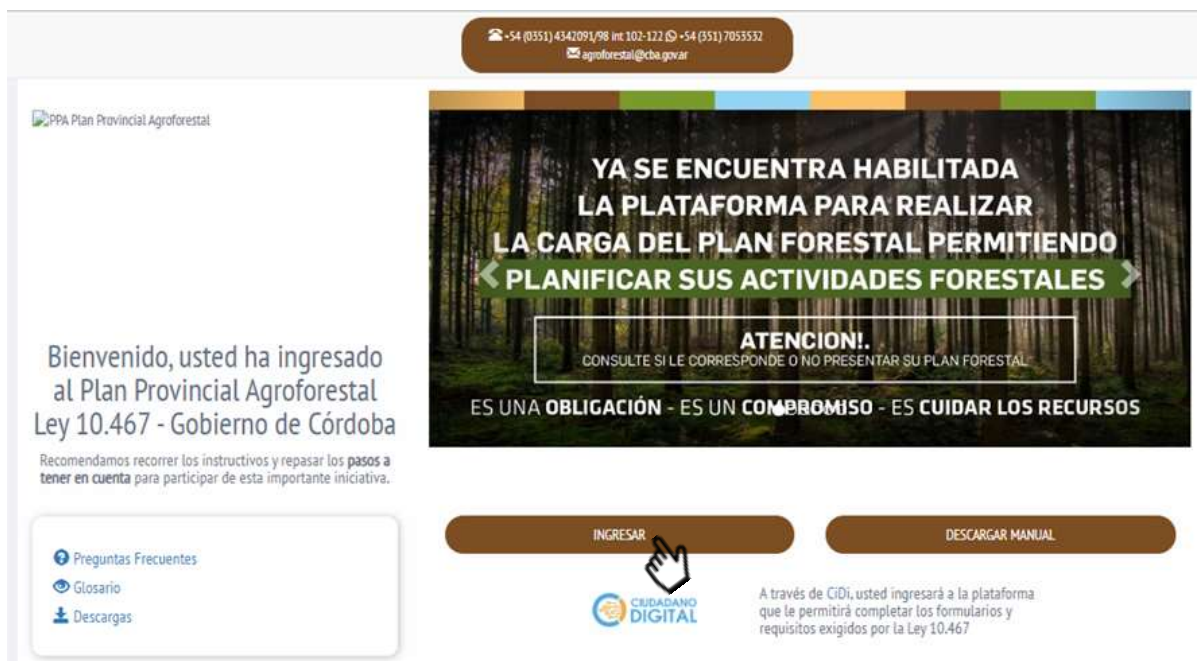 +54 (0351) 4342091/98 int 102-122 +54 (351) 7053532
agroforestal@cba.gov.ar
PPA Plan Provincial Agroforestal
YA SE ENCUENTRA HABILITADA
LA PLATAFORMA PARA REALIZAR
LA CARGA DEL PLAN FORESTAL PERMITIENDO
PLANIFICAR SUS ACTIVIDADES FORESTALES
ATENCION!.
CONSULTE SI LE CORRESPONDE O NO PRESENTAR SU PLAN FORESTAL
ES UNA OBLIGACIÓN - ES UN COMPROMISO - ES CUIDAR LOS RECURSOS
Bienvenido, usted ha ingresado
al Plan Provincial Agroforestal
Ley 10.467 - Gobierno de Córdoba
Recomendamos recorrer los instructivos y repasar los pasos a
tener en cuenta para participar de esta importante iniciativa.
Preguntas Frecuentes
Glosario
Descargas
INGRESAR
DESCARGAR MANUAL
CIUDADANO
DIGITAL
A través de CiDi, usted ingresará a la plataforma
que le permitirá completar los formularios y
requisitos exigidos por la Ley 10.467